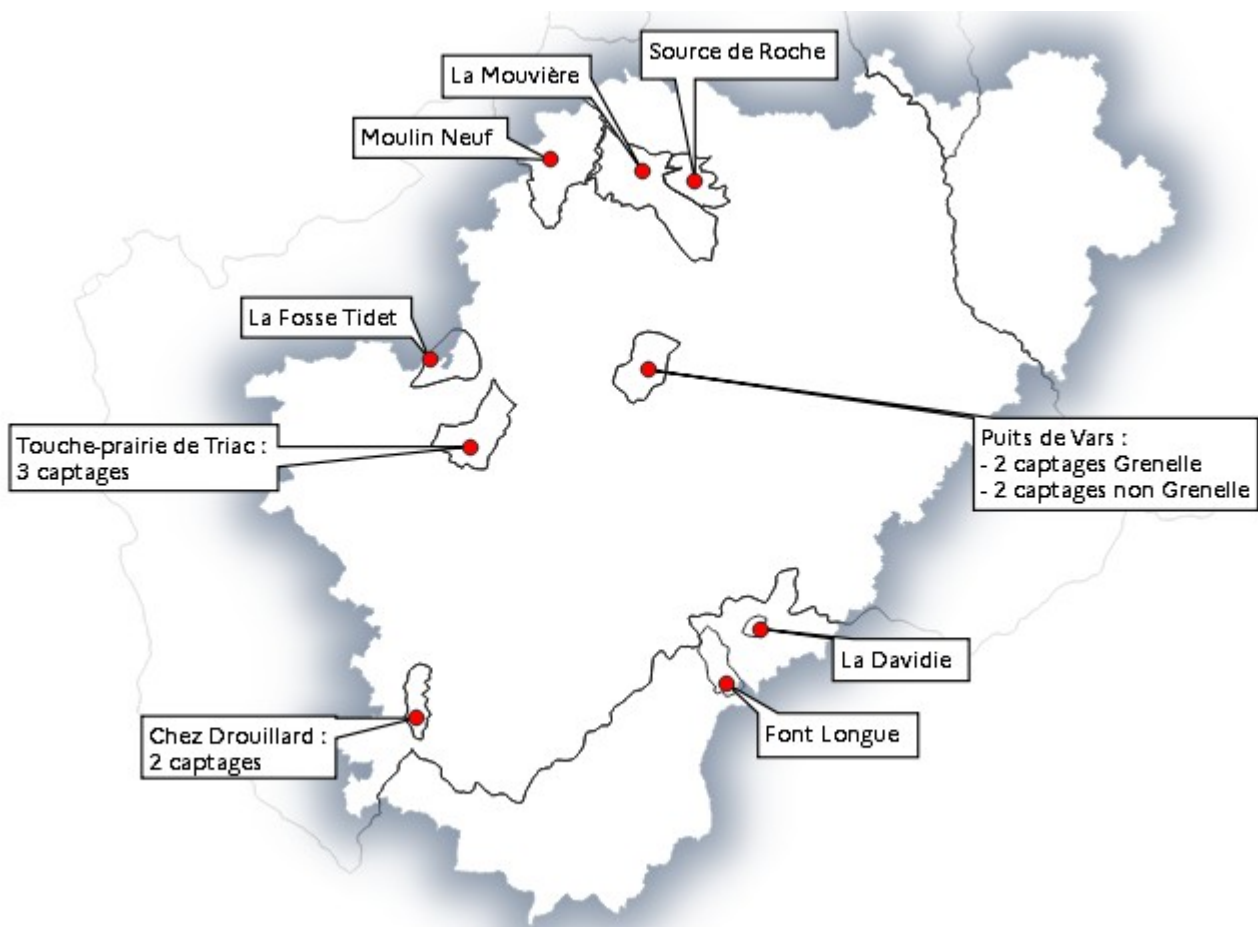 Source de Roche
La Mouvière
Moulin Neuf
La Fosse Tidet
Touche-prairie de Triac :
3 captages
Puits de Vars :
- 2 captages Grenelle
- 2 captages non Grenelle
La Davidie
Font Longue
Chez Drouillard :
2 captages